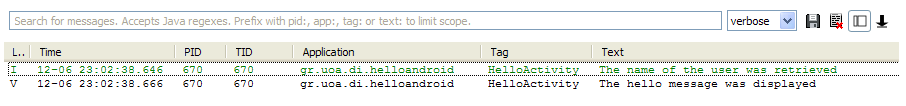 Search for messages. Accepts Java regexes. Prefix with pid:, app:, tag: or text: to limit scope. verbose
L.. Time PID TID Application Tag Text
I 12-06 23:02:38.646 670 670 gr.uoa.di.helloandroid HelloActivity The name of the user was retrieved
V 12-06 23:02:38.666 670 670 gr.uoa.di.helloandroid HelloActivity The hello message was displayed